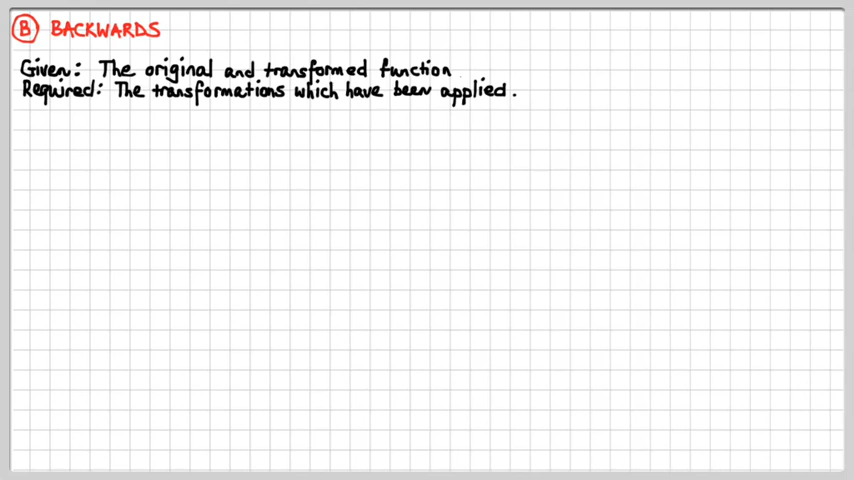 B BACKWARDS
Given: The original and transformed function
Required: The transformations which have been applied.